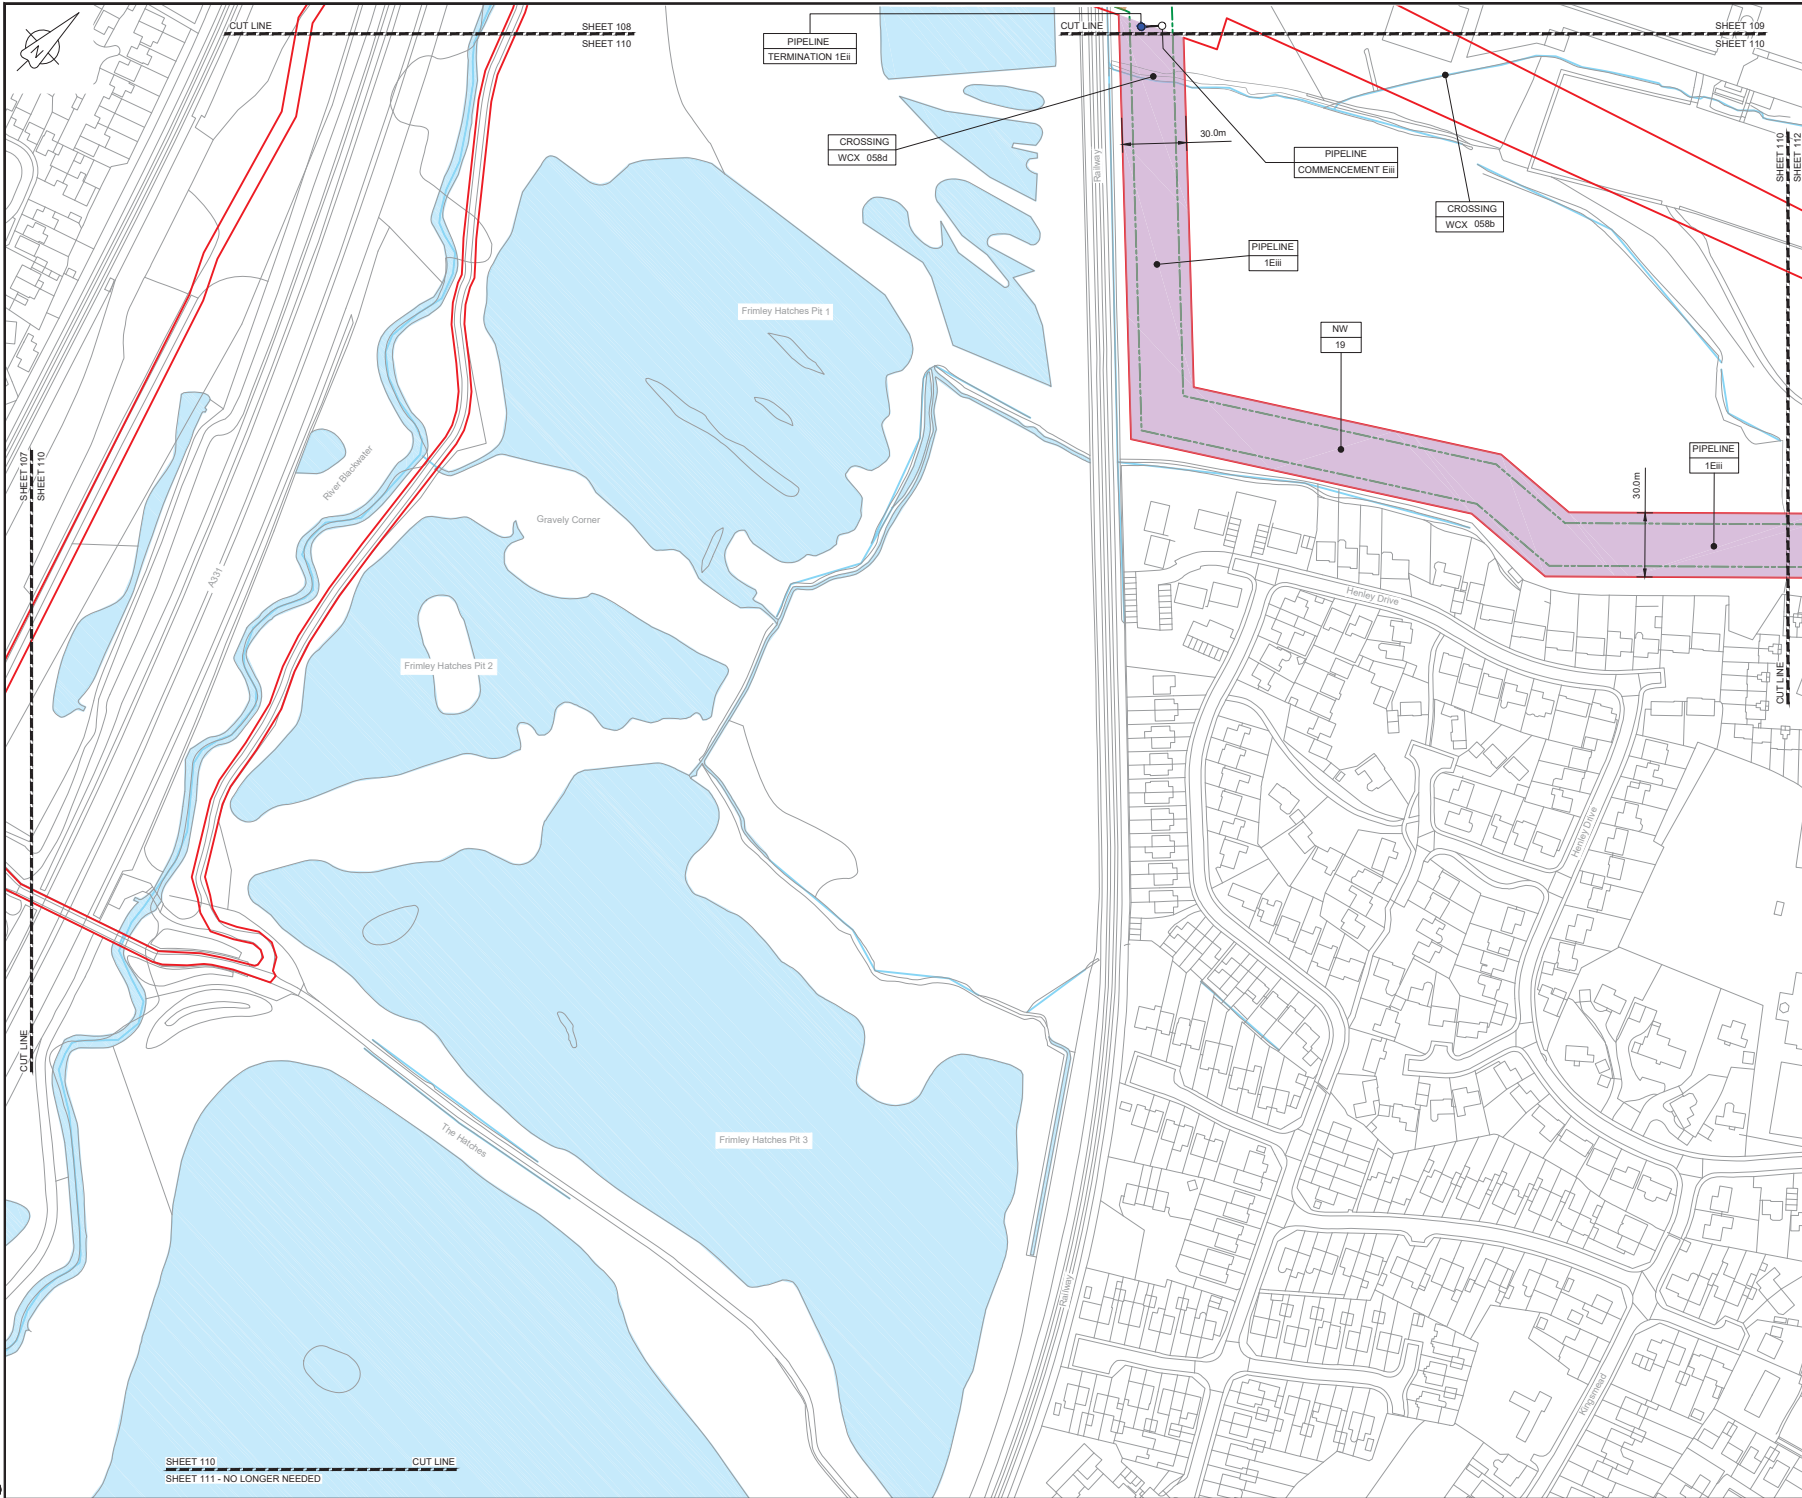 CUT LINE
SHEET 108
SHEET 110
PIPELINE
TERMINATION 1Eii
CUT LINE
SHEET 109
SHEET 110
N
CROSSING
WCX 058d
30.0m
PIPELINE
COMMENCEMENT Eiii
CROSSING
WCX 058b
SHEET 110
SHEET 112
Railway
PIPELINE
1Eiii
Frimley Hatches Pit 1
NW
19
PIPELINE
1Eiii
30.0m
SHEET 107
SHEET 110
River Blackwater
Gravely Corner
A331
Henley Drive
Frimley Hatches Pit 2
CUT LINE
Henley Drive
CUT LINE
The Hatches
Frimley Hatches Pit 3
Railway
Kingsmead
SHEET 110
CUT LINE
SHEET 111 - NO LONGER NEEDED